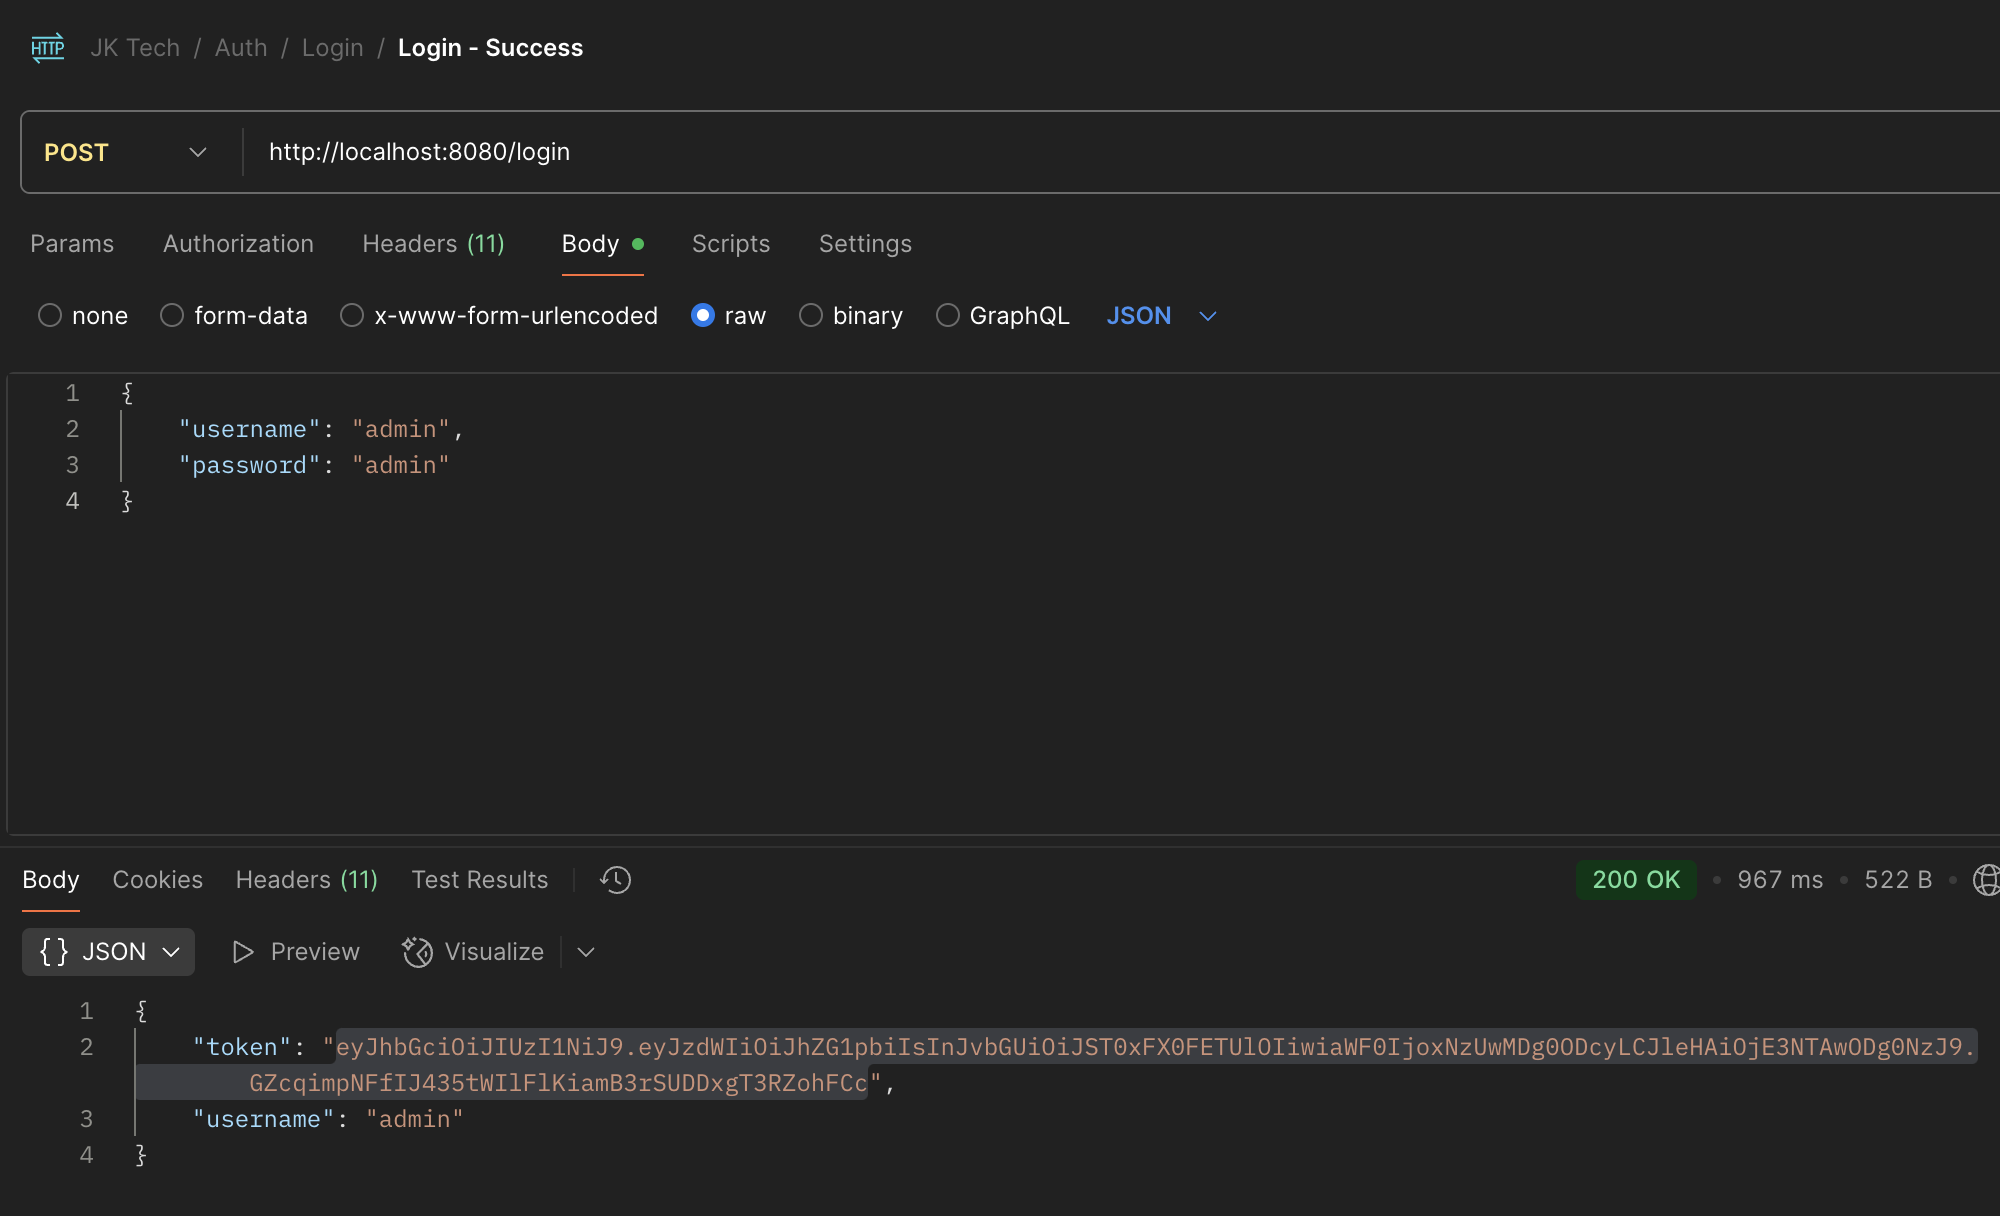 HTTP JK Tech / Auth / Login / Login - Success
POST http://localhost:8080/login
Params Authorization Headers (11) Body Scripts Settings
none form-data x-www-form-urlencoded raw binary GraphQL JSON
1 {
2 "username": "admin",
3 "password": "admin"
4 }
Body Cookies Headers (11) Test Results 200 OK • 967 ms • 522 B •
{} JSON Preview Visualize
1 {
2 "token": "eyJhbGciOiJIUzI1NiJ9.eyJzdWIiOiJhZG1pbiIsInJvbGUiOiJST0xFX0FETUlOIiwiaWF0IjoxNzUwMDg0ODcyLCJleHAiOjE3NTAwODg0NzJ9.
GZcqimpNFfIJ435tWIlFlKiamB3rSUDDxgT3RZohFCc",
3 "username": "admin"
4 }